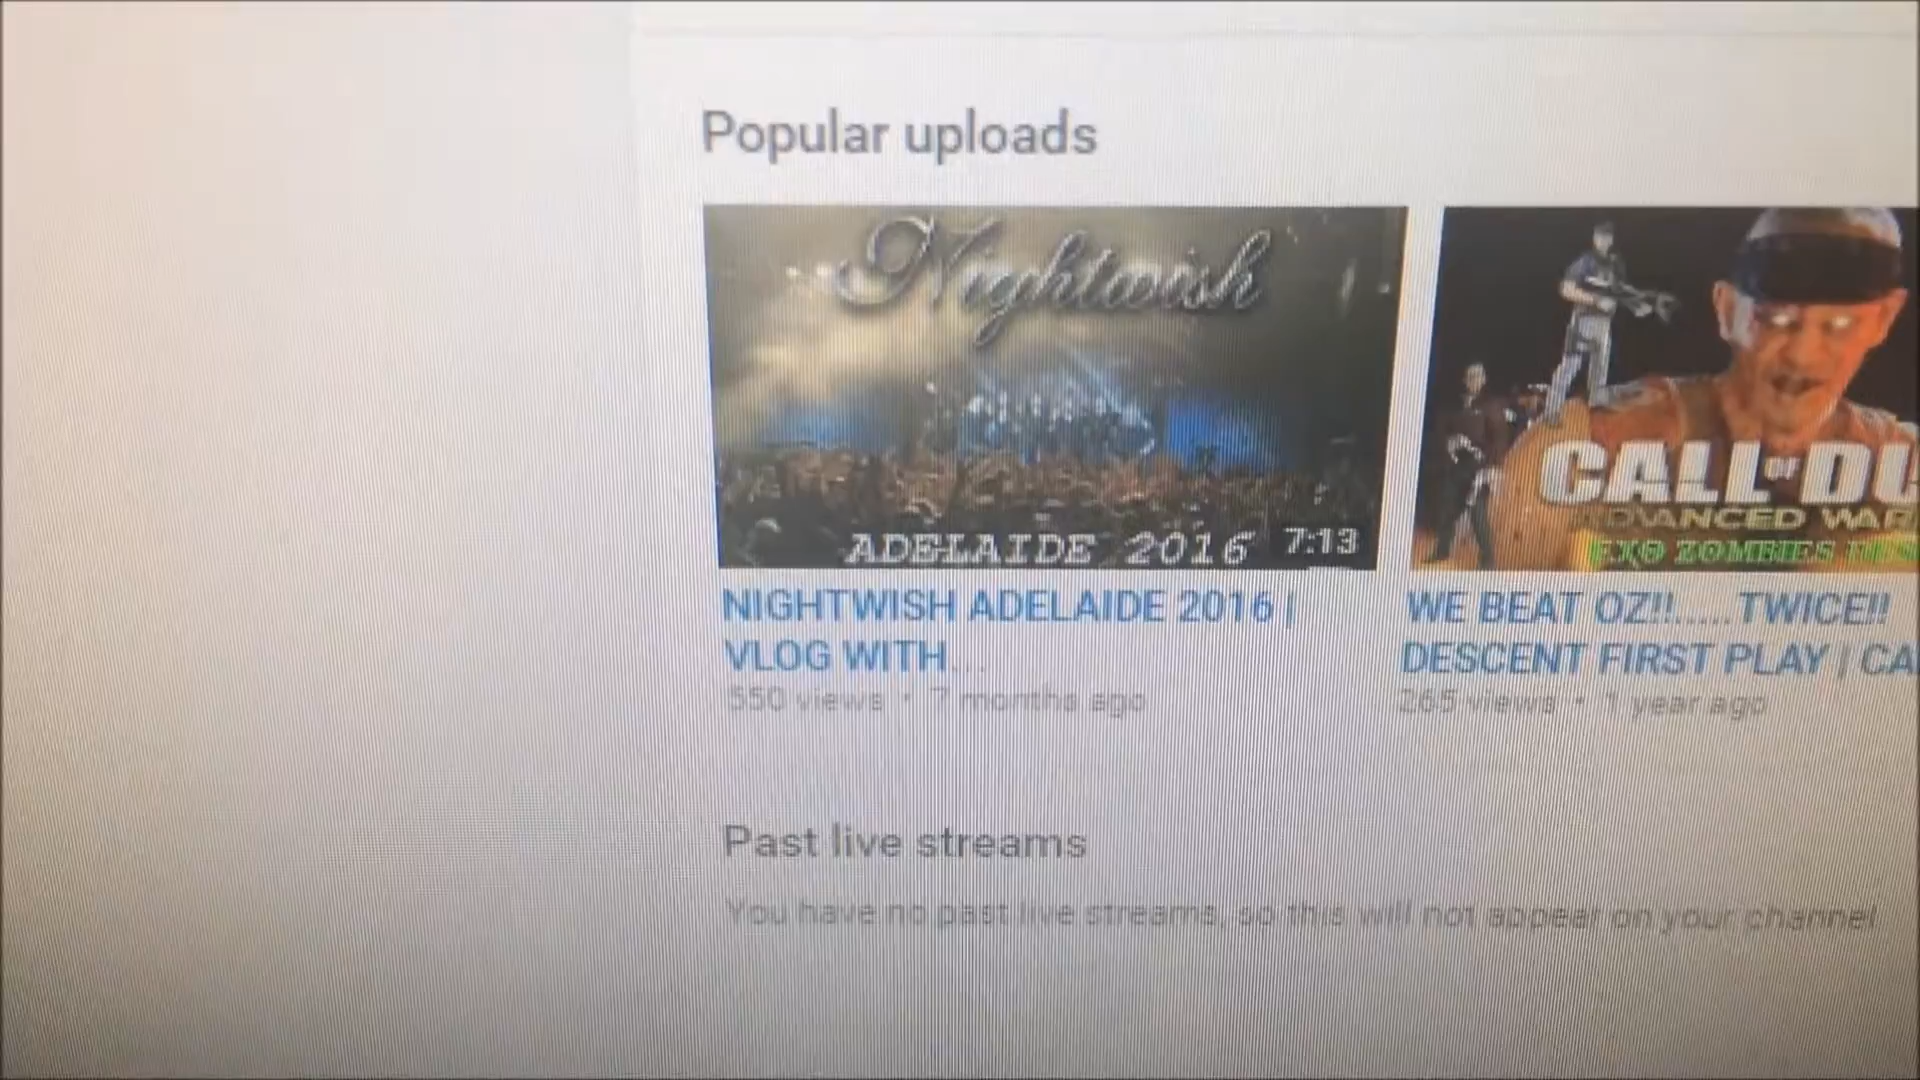 Popular uploads
Nightwish
ADELAIDE 2016 7:13
CALL OF DU
ADVANCED WAR
EXO ZOMBIES DES
NIGHTWISH ADELAIDE 2016 |
VLOG WITH...
550 views • 7 months ago
WE BEAT OZ!!.....TWICE!!
DESCENT FIRST PLAY | CA
265 views • 1 year ago
Past live streams
You have no past live streams, so this will not appear on your channel